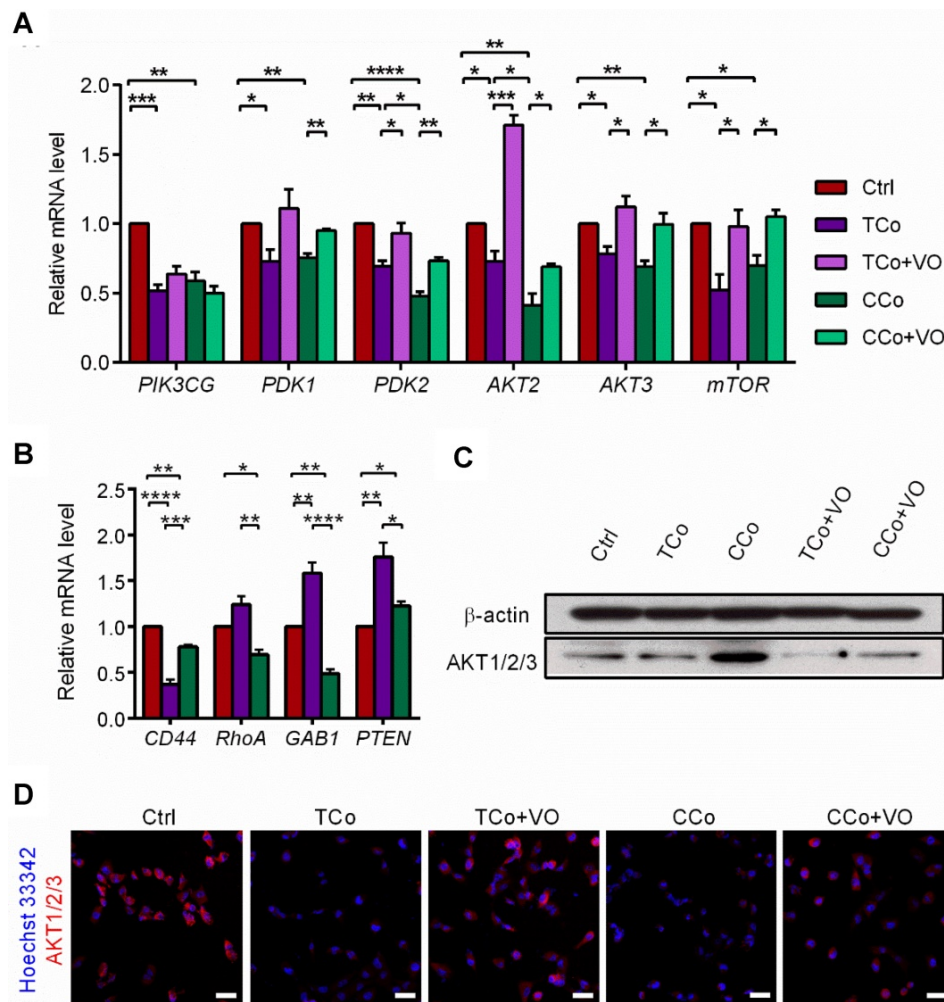 A
** ** **** ** ** *
*** * ** * * * *** * * *
** * ** * * * * *
Relative mRNA level
2.0
1.5
1.0
0.5
0.0
PIK3CG PDK1 PDK2 AKT2 AKT3 mTOR
Ctrl
TCo
TCo+VO
CCo
CCo+VO
B
** * ** *
**** ** **
*** ** **** *
Relative mRNA level
2.5
2.0
1.5
1.0
0.5
0.0
CD44 RhoA GAB1 PTEN
C
Ctrl TCo CCo TCo+VO CCo+VO
β-actin
AKT1/2/3
D
Ctrl TCo TCo+VO CCo CCo+VO
Hoechst 33342
AKT1/2/3